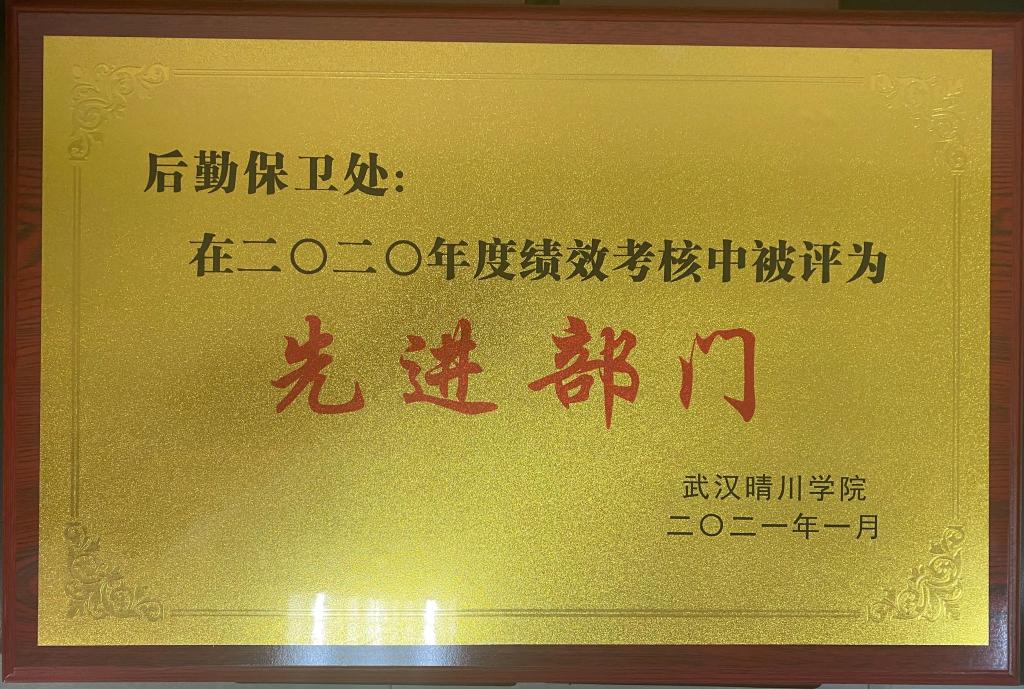 后勤保卫处:
在二〇二〇年度绩效考核中被评为
先进部门
武汉晴川学院
二〇二一年一月